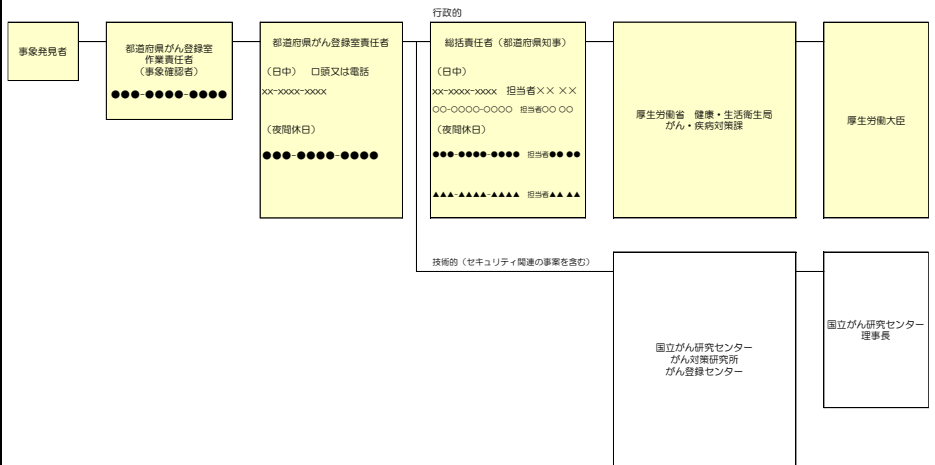 行政的
事象発見者
都道府県がん登録室
作業責任者
（事象確認者）
●●●-●●●●-●●●●
都道府県がん登録室責任者
（日中）　口頭又は電話
xx-xxxx-xxxx
（夜間休日）
●●●-●●●●-●●●●
総括責任者（都道府県知事）
（日中）
xx-xxxx-xxxx　担当者×× ××
○○-○○○○-○○○○　担当者○○ ○○
（夜間休日）
●●●-●●●●-●●●●　担当者●● ●●
▲▲▲-▲▲▲▲-▲▲▲▲　担当者▲▲ ▲▲
厚生労働省　健康・生活衛生局
がん・疾病対策課
厚生労働大臣
技術的（セキュリティ関連の事案を含む）
国立がん研究センター
がん対策研究所
がん登録センター
国立がん研究センター
理事長